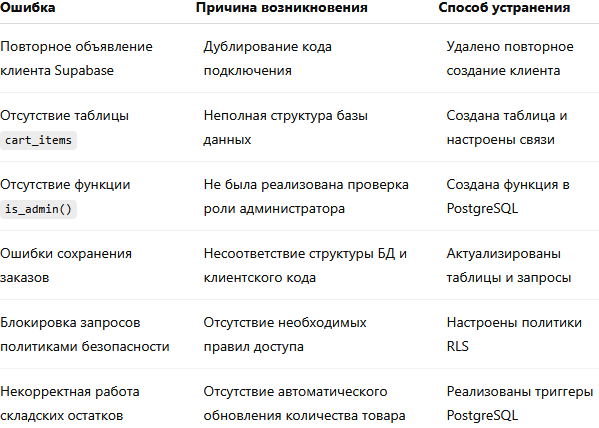 Ошибка Причина возникновения Способ устранения
Повторное объявление Дублирование кода Удалено повторное
клиента Supabase подключения создание клиента
Отсутствие таблицы Неполная структура базы Создана таблица и
cart_items данных настроены связи
Отсутствие функции Не была реализована проверка Создана функция в
is_admin() роли администратора PostgreSQL
Ошибки сохранения Несоответствие структуры БД и Актуализированы
заказов клиентского кода таблицы и запросы
Блокировка запросов Отсутствие необходимых Настроены политики
политиками безопасности правил доступа RLS
Некорректная работа Отсутствие автоматического Реализованы триггеры
складских остатков обновления количества товара PostgreSQL